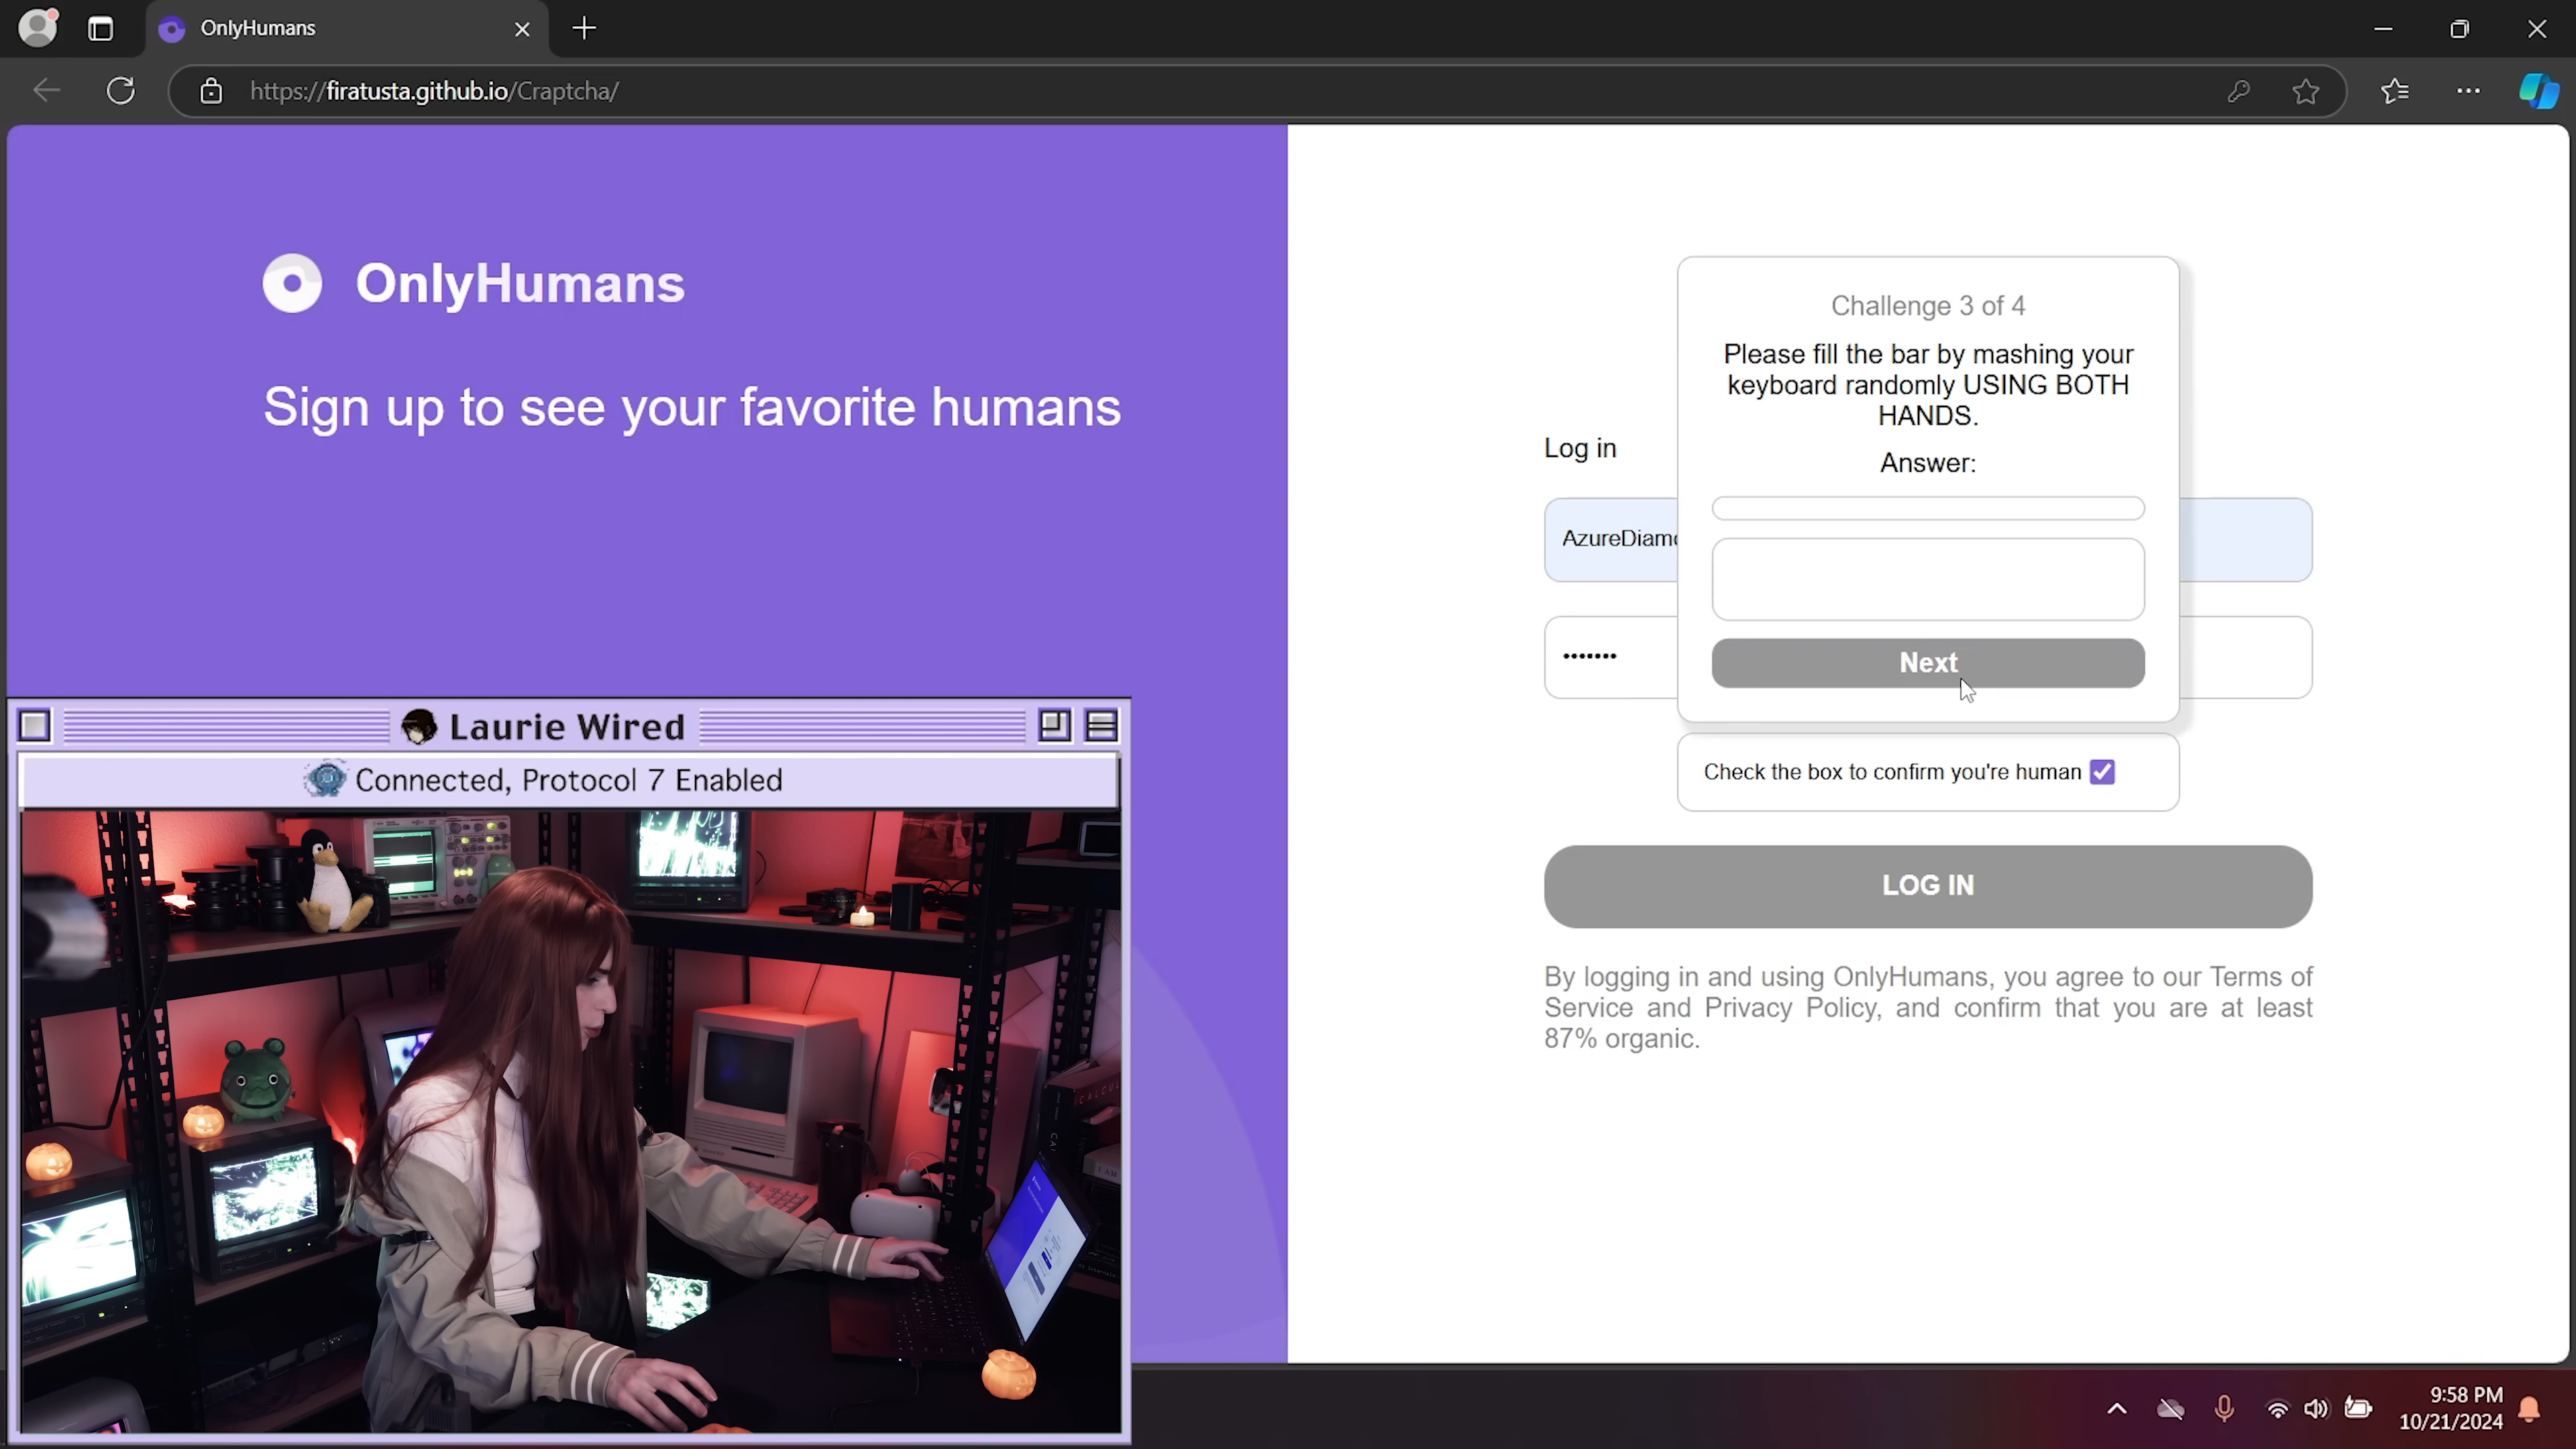 OnlyHumans
https://firatusta.github.io/Craptcha/
OnlyHumans
Sign up to see your favorite humans
Challenge 3 of 4
Please fill the bar by mashing your
keyboard randomly USING BOTH
HANDS.
Answer:
Log in
AzureDiam
•••••••
Next
Check the box to confirm you're human
LOG IN
By logging in and using OnlyHumans, you agree to our Terms of
Service and Privacy Policy, and confirm that you are at least
87% organic.
Laurie Wired
Connected, Protocol 7 Enabled
9:58 PM
10/21/2024